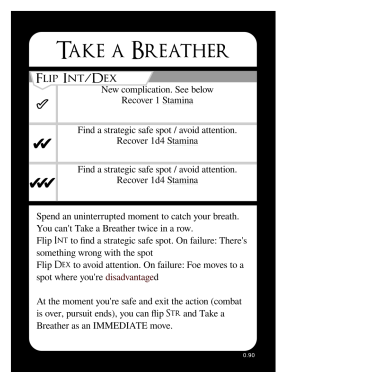 TAKE A BREATHER
FLIP INT/DEX
New complication. See below
Recover 1 Stamina
Find a strategic safe spot / avoid attention.
Recover 1d4 Stamina
Find a strategic safe spot / avoid attention.
Recover 1d4 Stamina
Spend an uninterrupted moment to catch your breath.
You can't Take a Breather twice in a row.
Flip INT to find a strategic safe spot. On failure: There's
something wrong with the spot
Flip DEX to avoid attention. On failure: Foe moves to a
spot where you're disadvantaged
At the moment you're safe and exit the action (combat
is over, pursuit ends), you can flip STR and Take a
Breather as an IMMEDIATE move.
0.90